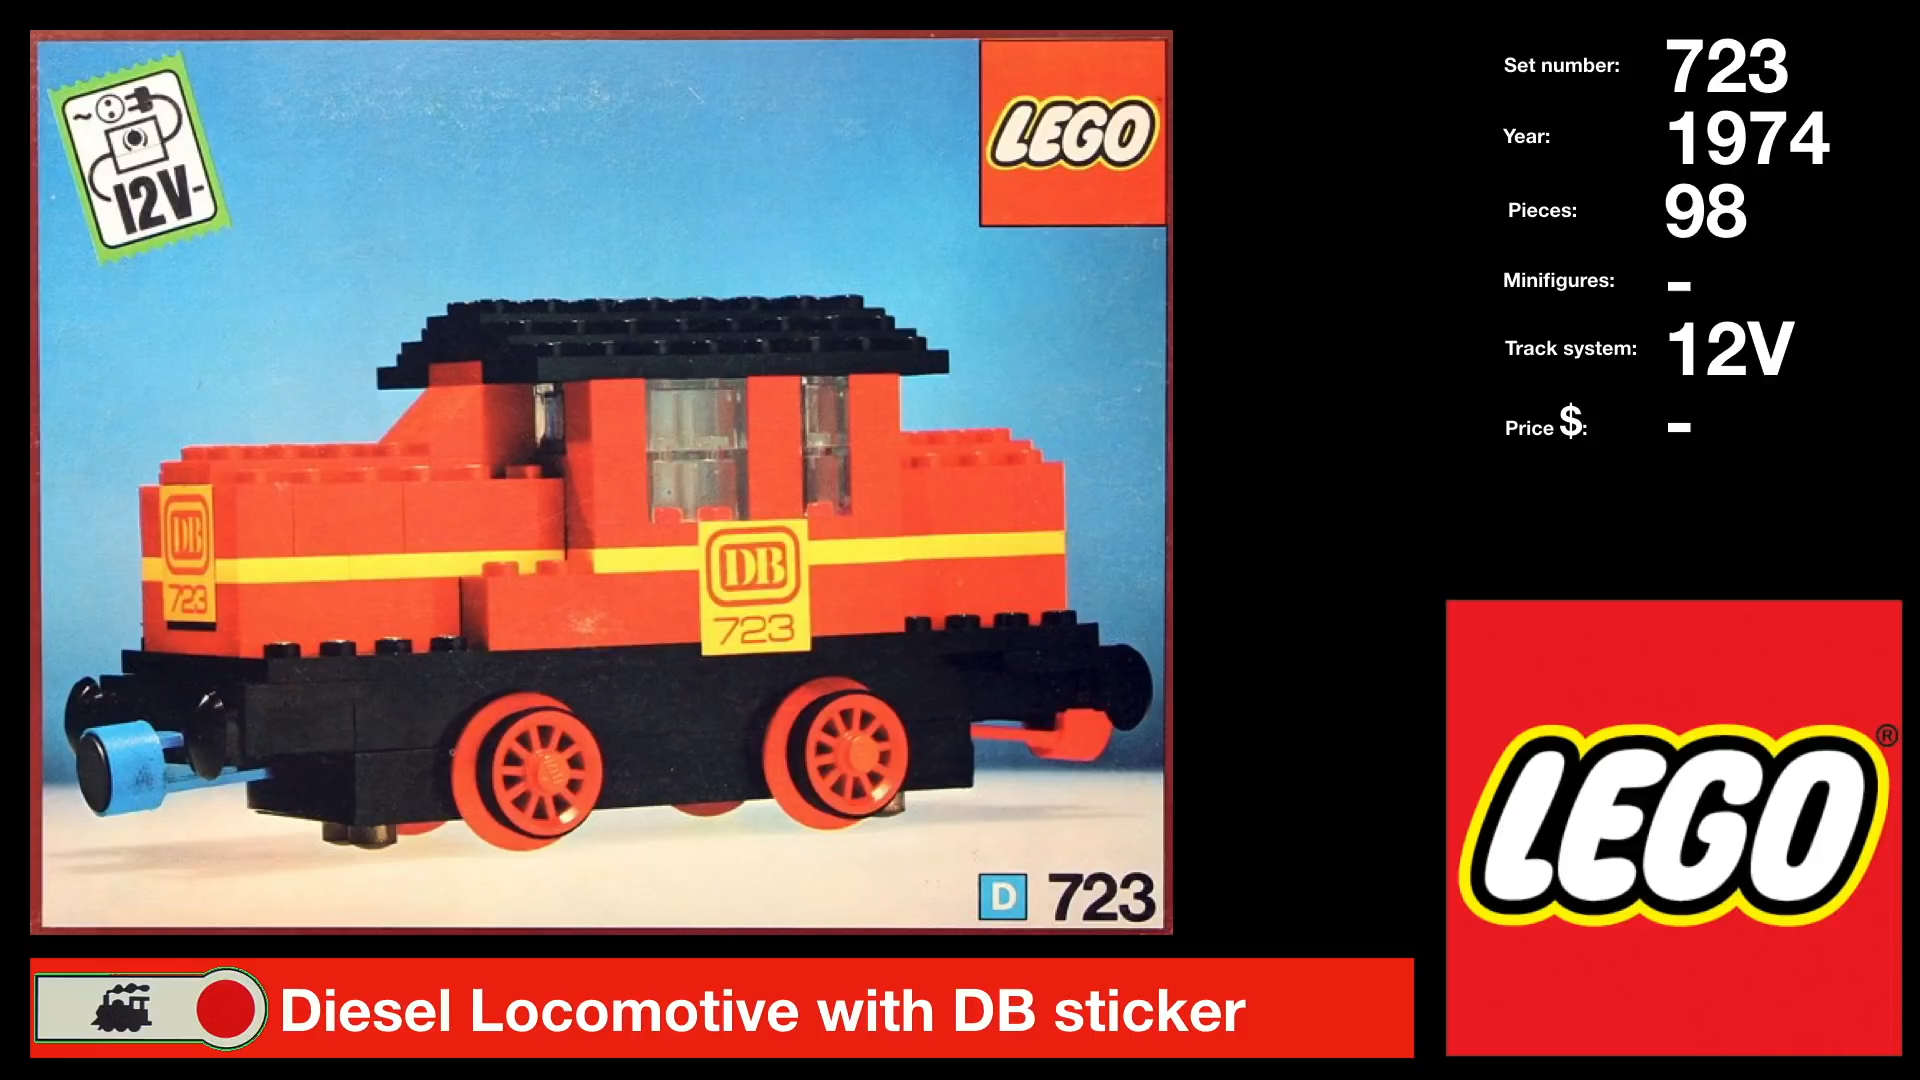 12V-
LEGO
DB
723
DB
723
D 723
Diesel Locomotive with DB sticker
Set number: 723
Year: 1974
Pieces: 98
Minifigures: -
Track system: 12V
Price $: -
LEGO®